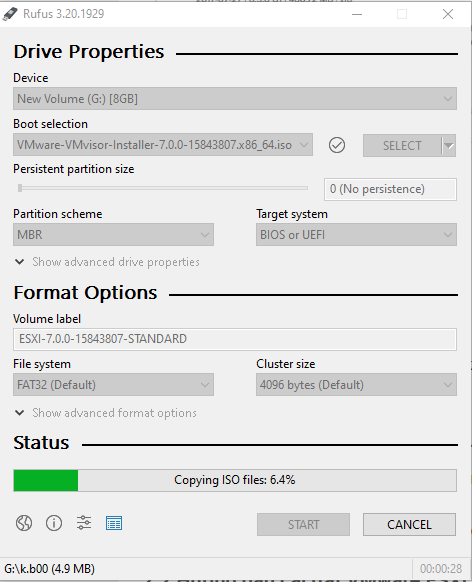 Rufus 3.20.1929
Drive Properties
Device
New Volume (G:) [8GB]
Boot selection
VMware-VMvisor-Installer-7.0.0-15843807.x86_64.iso
SELECT
Persistent partition size
0 (No persistence)
Partition scheme
Target system
MBR
BIOS or UEFI
Show advanced drive properties
Format Options
Volume label
ESXI-7.0.0-15843807-STANDARD
File system
Cluster size
FAT32 (Default)
4096 bytes (Default)
Show advanced format options
Status
Copying ISO files: 6.4%
START
CANCEL
G:\k.b00 (4.9 MB)
00:00:28